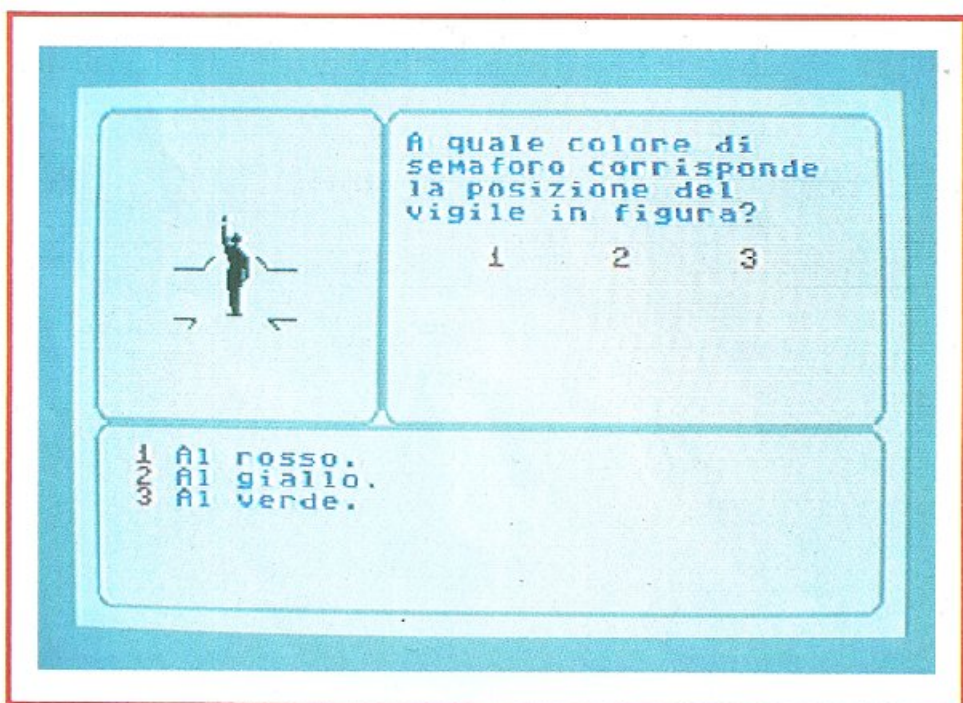 A quale colore di
semaforo corrisponde
la posizione del
vigile in figura?
1 2 3
1 Al rosso.
2 Al giallo.
3 Al verde.